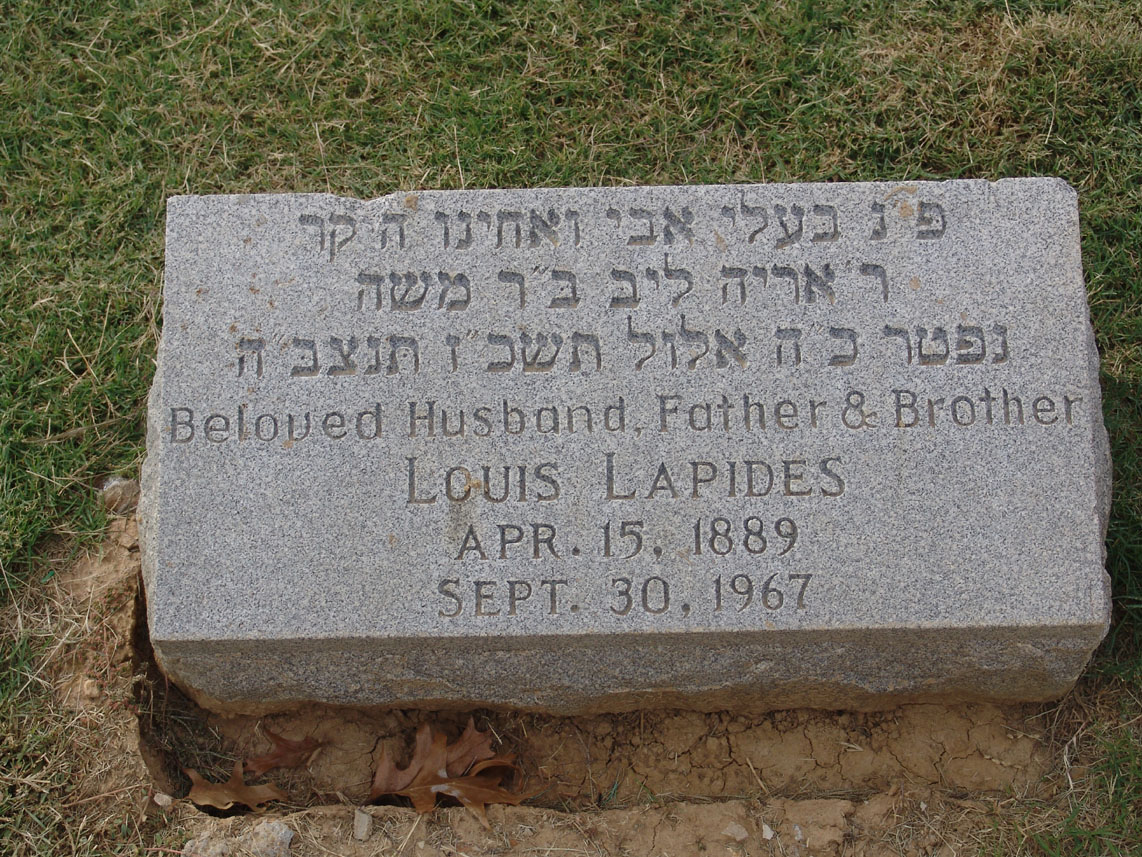 פ נ בעלי אבי ואחינו ה קר
ר אריה ליב ב״ר משה
נפטר כ״ה אלול תשכ״ז תנצב״ה
Beloved Husband, Father & Brother
LOUIS LAPIDES
APR. 15, 1889
SEPT. 30, 1967